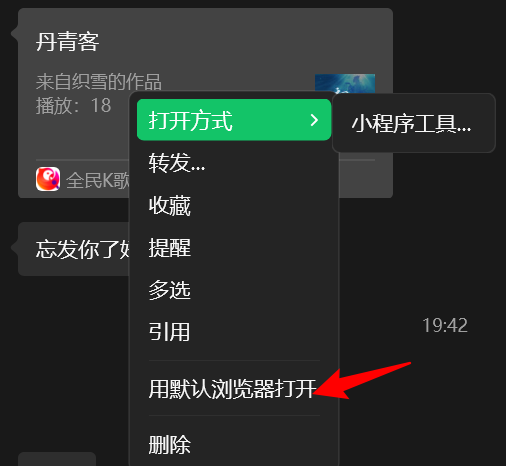 丹青客
来自织雪的作品
播放：18
全民K歌
打开方式
小程序工具...
转发...
收藏
提醒
多选
引用
用默认浏览器打开
删除
忘发你了
19:42